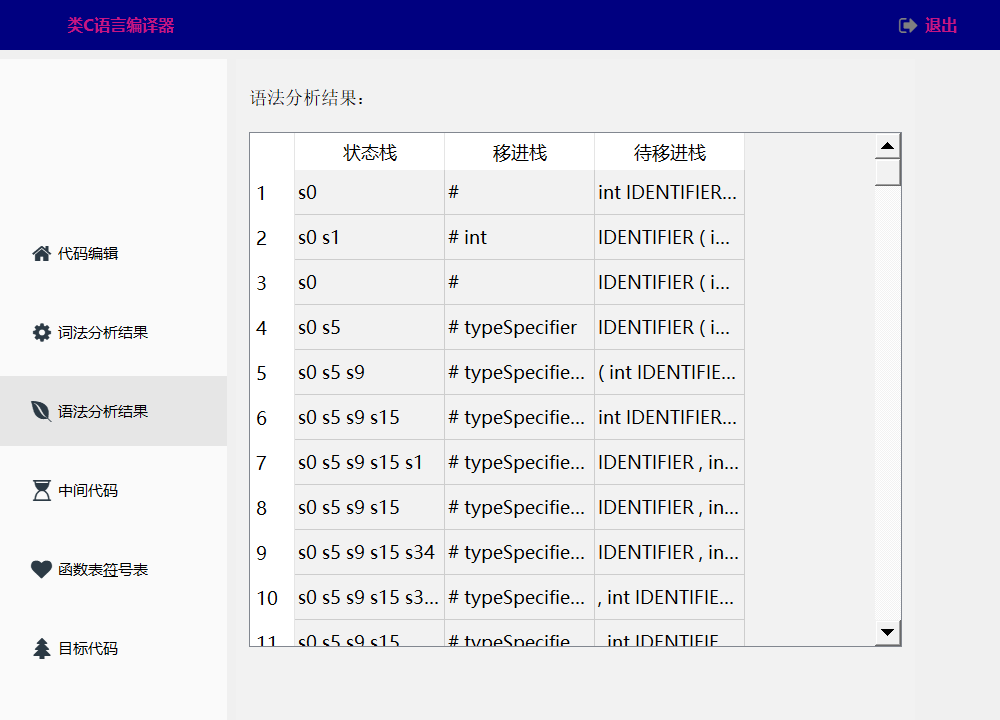 类C语言编译器 退出
语法分析结果：
代码编辑
词法分析结果
语法分析结果
中间代码
函数表符号表
目标代码
状态栈 移进栈 待移进栈
1 s0 # int IDENTIFIER...
2 s0 s1 # int IDENTIFIER ( i...
3 s0 # IDENTIFIER ( i...
4 s0 s5 # typeSpecifier IDENTIFIER ( i...
5 s0 s5 s9 # typeSpecifie... ( int IDENTIFIE...
6 s0 s5 s9 s15 # typeSpecifie... int IDENTIFIER...
7 s0 s5 s9 s15 s1 # typeSpecifie... IDENTIFIER , in...
8 s0 s5 s9 s15 # typeSpecifie... IDENTIFIER , in...
9 s0 s5 s9 s15 s34 # typeSpecifie... IDENTIFIER , in...
10 s0 s5 s9 s15 s3... # typeSpecifie... , int IDENTIFIE...
11 s0 s5 s9 s15 # typeSpecifie... , int IDENTIFIE...